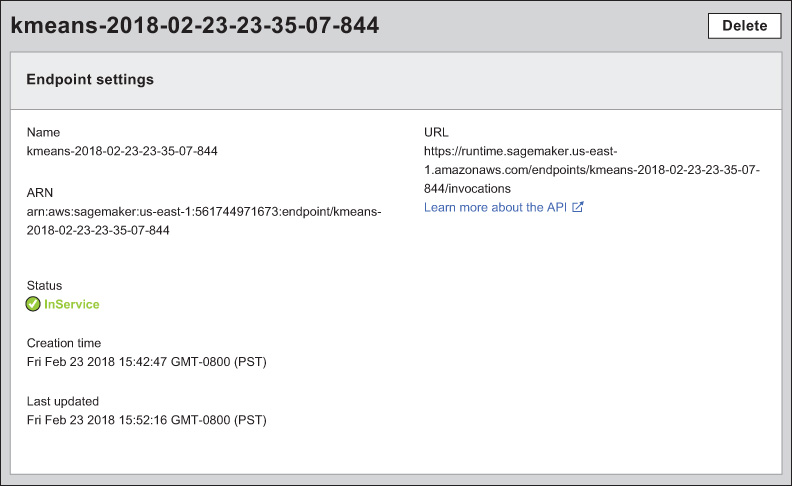 kmeans-2018-02-23-23-35-07-844
Delete
Endpoint settings
Name
kmeans-2018-02-23-23-35-07-844
ARN
arn:aws:sagemaker:us-east-1:561744971673:endpoint/kmeans-
2018-02-23-23-35-07-844
Status
InService
Creation time
Fri Feb 23 2018 15:42:47 GMT-0800 (PST)
Last updated
Fri Feb 23 2018 15:52:16 GMT-0800 (PST)
URL
https://runtime.sagemaker.us-east-
1.amazonaws.com/endpoints/kmeans-2018-02-23-23-35-07-
844/invocations
Learn more about the API